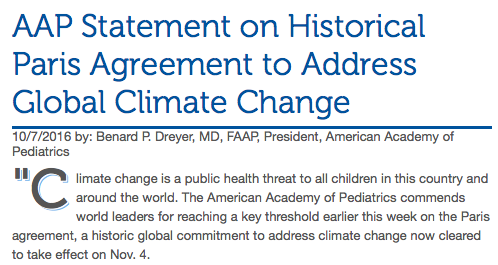 AAP Statement on Historical
Paris Agreement to Address
Global Climate Change
10/7/2016 by: Benard P. Dreyer, MD, FAAP, President, American Academy of
Pediatrics
"Climate change is a public health threat to all children in this country and
around the world. The American Academy of Pediatrics commends
world leaders for reaching a key threshold earlier this week on the Paris
agreement, a historic global commitment to address climate change now cleared
to take effect on Nov. 4.